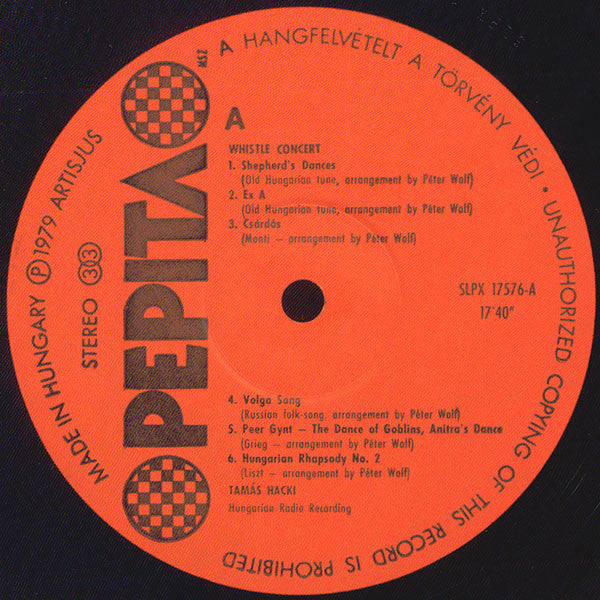 A HANGFELVÉTELT A TÖRVÉNY VÉDI • UNAUTHORIZED COPYING OF THIS RECORD IS PROHIBITED
MADE IN HUNGARY Ⓟ 1979 ARTISJUS
STEREO 33
PEPITA
MSZ
A
WHISTLE CONCERT
1. Shepherd's Dances
(Old Hungarian tune, arrangement by Péter Wolf)
2. Ex A
(Old Hungarian tune, arrangement by Péter Wolf)
3. Csárdás
(Monti – arrangement by Péter Wolf)
SLPX 17576-A
17'40"
4. Volga Song
(Russian folk-song, arrangement by Péter Wolf)
5. Peer Gynt – The Dance of Goblins, Anitra's Dance
(Grieg – arrangement by Péter Wolf)
6. Hungarian Rhapsody No. 2
(Liszt – arrangement by Péter Wolf)
TAMÁS HACKI
Hungarian Radio Recording